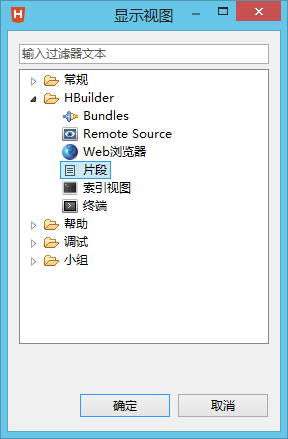 显示视图
输入过滤器文本
常规
HBuilder
Bundles
Remote Source
Web浏览器
片段
索引视图
终端
帮助
调试
小组
确定
取消